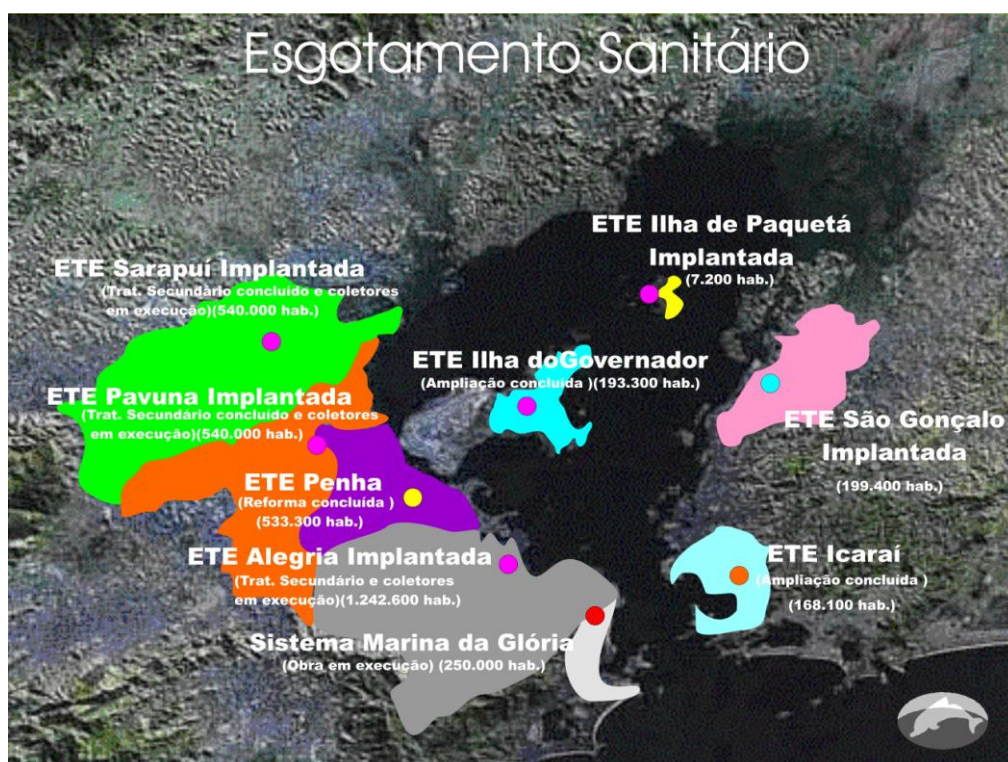 Esgotamento Sanitário
ETE Ilha de Paquetá
Implantada
(7.200 hab.)
ETE Sarapuí Implantada
(Trat. Secundário concluído e coletores
em execução)(540.000 hab.)
ETE Ilha doGovernador
(Ampliação concluída )(193.300 hab.)
ETE Pavuna Implantada
(Trat. Secundário concluído e coletores
em execução)(540.000 hab.)
ETE São Gonçalo
Implantada
(199.400 hab.)
ETE Penha
(Reforma concluída )
(533.300 hab.)
ETE Alegria Implantada
(Trat. Secundário e coletores
em execução)(1.242.600 hab.)
ETE Icaraí
(Ampliação concluída )
(168.100 hab.)
Sistema Marina da Glória
(Obra em execução) (250.000 hab.)